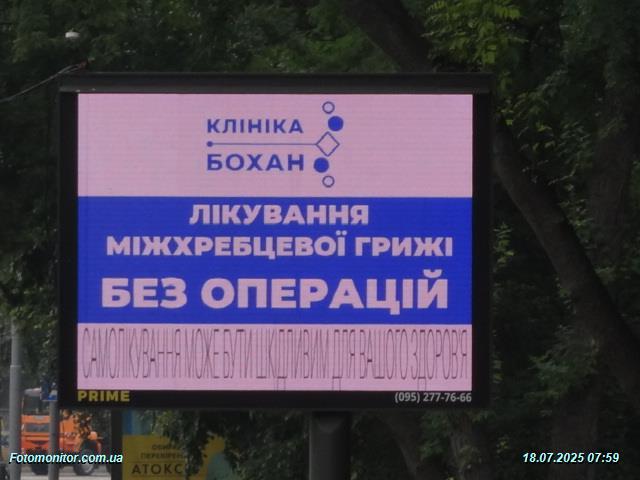 КЛІНІКА
БОХАН
ЛІКУВАННЯ
МІЖХРЕБЦЕВОЇ ГРИЖІ
БЕЗ ОПЕРАЦІЙ
САМОЛІКУВАННЯ МОЖЕ БУТИ ШКІДЛИВИМ ДЛЯ ВАШОГО ЗДОРОВ'Я
PRIME
(095) 277-76-66
18.07.2025 07:59
Fotomonitor.com.ua